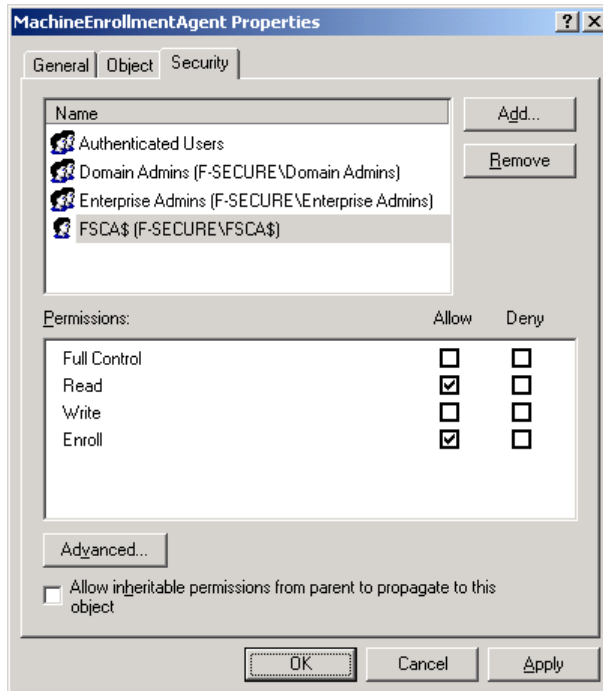 MachineEnrollmentAgent Properties
General Object Security
Name
Add...
Authenticated Users
Domain Admins (F-SECURE\Domain Admins)
Remove
Enterprise Admins (F-SECURE\Enterprise Admins)
FSCA$ (F-SECURE\FSCA$)
Permissions: Allow Deny
Full Control
Read
Write
Enroll
Advanced...
Allow inheritable permissions from parent to propagate to this
object
OK Cancel Apply